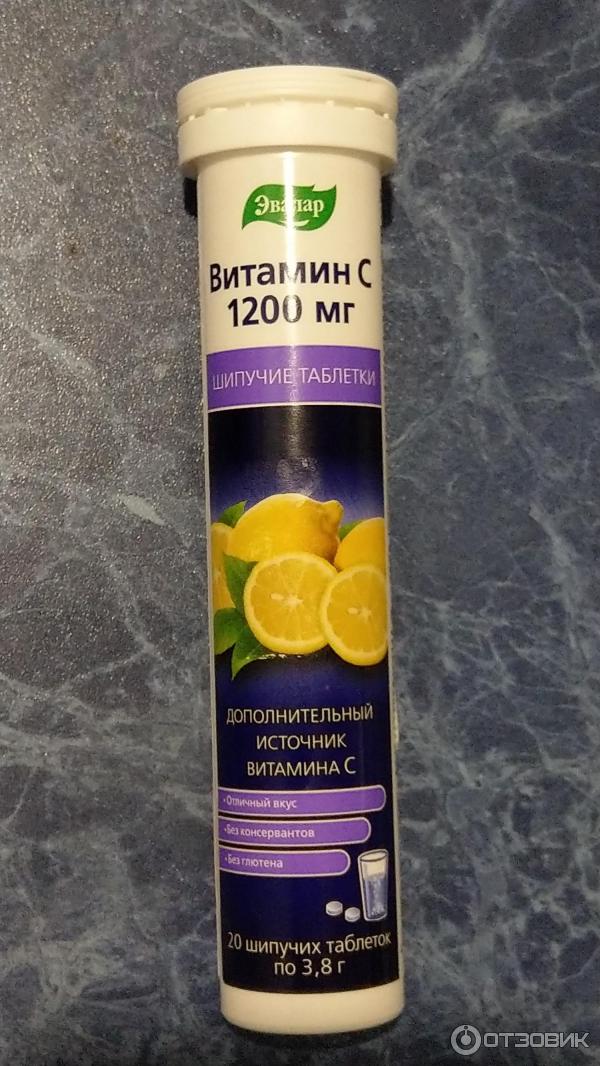 Эвалар
Витамин С
1200 мг
ШИПУЧИЕ ТАБЛЕТКИ
ДОПОЛНИТЕЛЬНЫЙ
ИСТОЧНИК
ВИТАМИНА С
• Отличный вкус
• Без консервантов
• Без глютена
20 шипучих таблеток
по 3,8 г
ОТЗОВИК